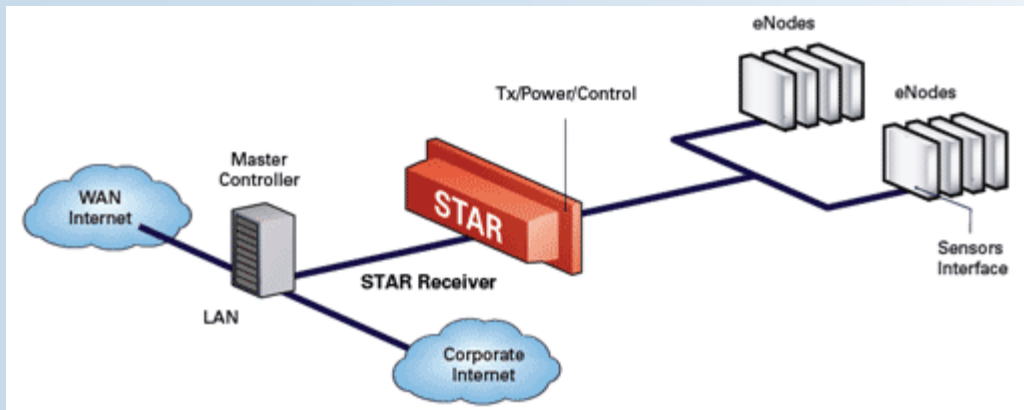 eNodes
eNodes
Tx/Power/Control
Master
Controller
WAN
Internet
STAR
STAR Receiver
Sensors
Interface
LAN
Corporate
Internet